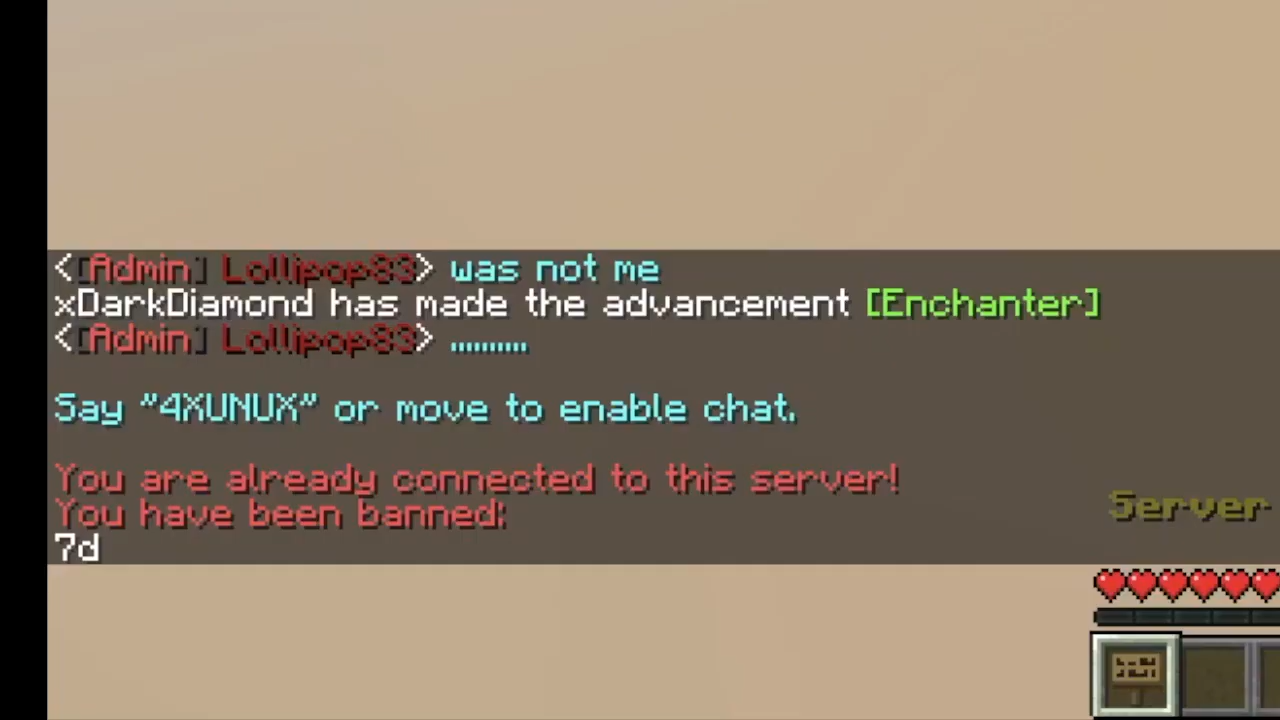 <[Admin] Lollipop83> was not me
xDarkDiamond has made the advancement [Enchanter]
<[Admin] Lollipop83> ..........
Say "4XUNUX" or move to enable chat.
You are already connected to this server!
You have been banned:
7d
Server